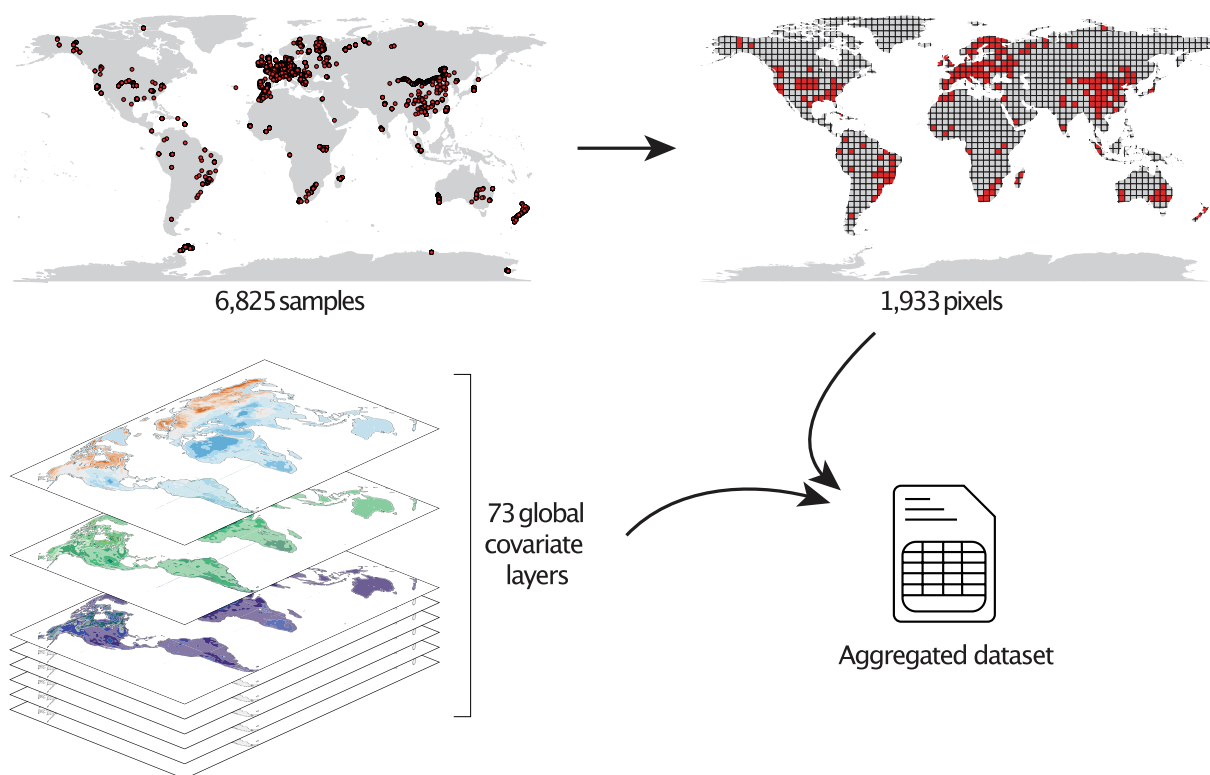 6,825 samples
1,933 pixels
73 global
covariate
layers
Aggregated dataset